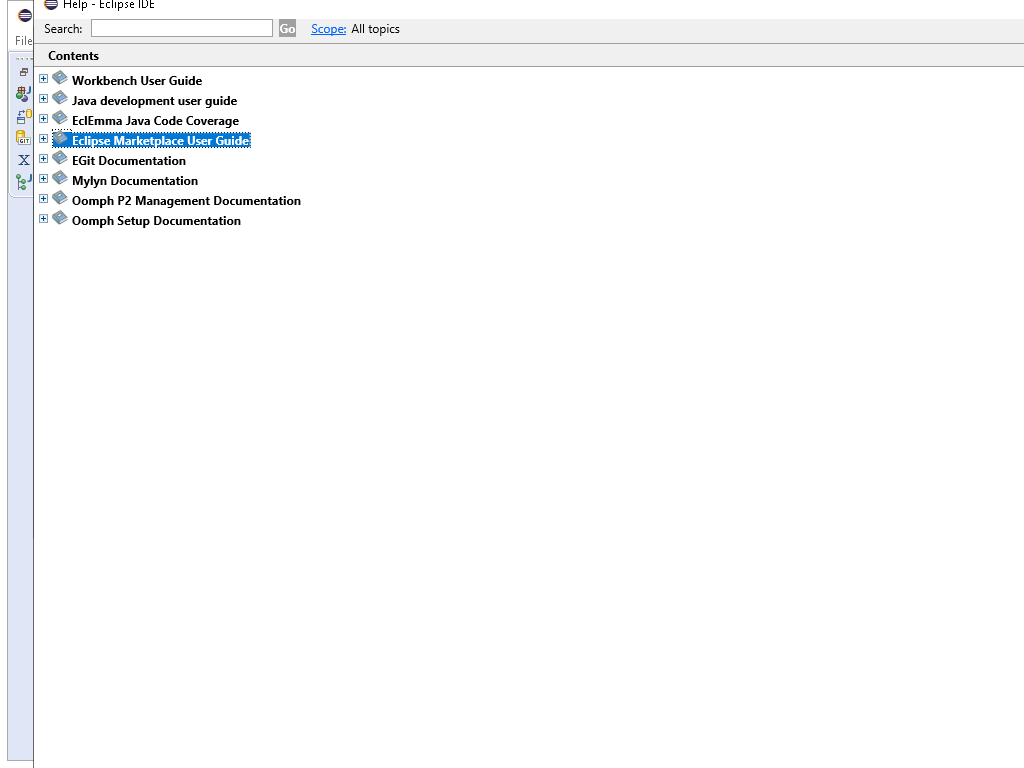 Help - Eclipse IDE
File
Search: Go Scope: All topics
Contents
Workbench User Guide
Java development user guide
EclEmma Java Code Coverage
Eclipse Marketplace User Guide
EGit Documentation
Mylyn Documentation
Oomph P2 Management Documentation
Oomph Setup Documentation
GIT
X